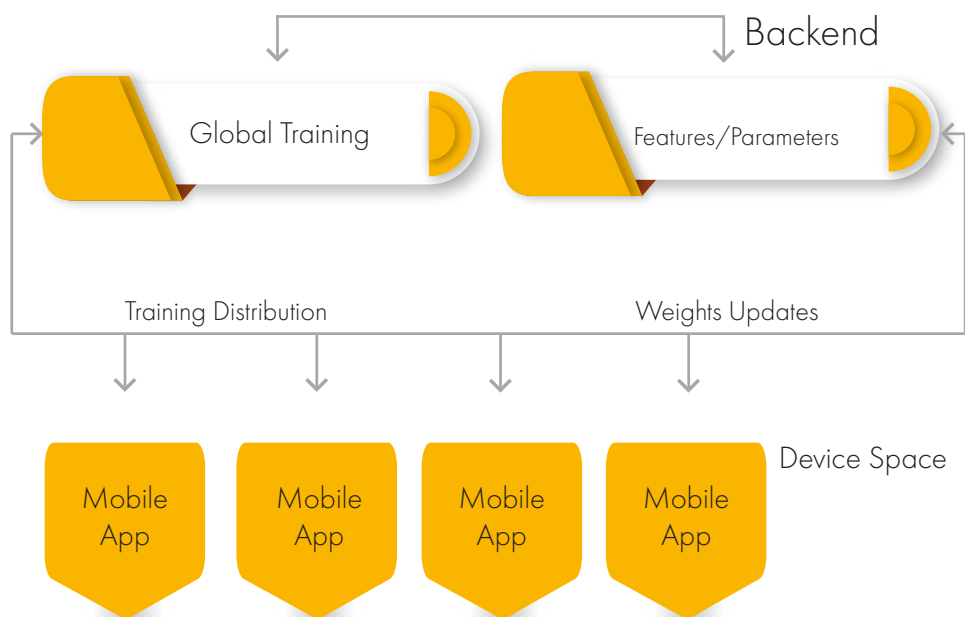 Backend
Global Training
Features/Parameters
Training Distribution
Weights Updates
Device Space
Mobile
App
Mobile
App
Mobile
App
Mobile
App